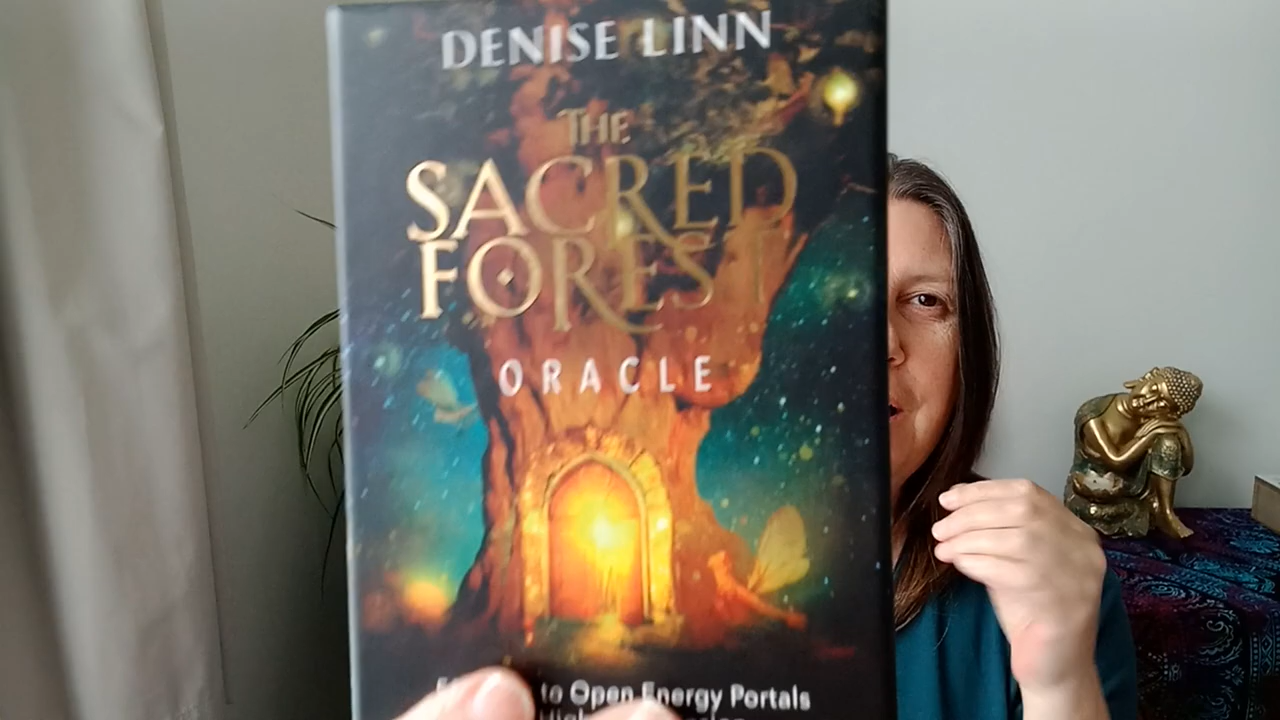 DENISE LINN
THE
SACRED
FOREST
ORACLE
to Open Energy Portals